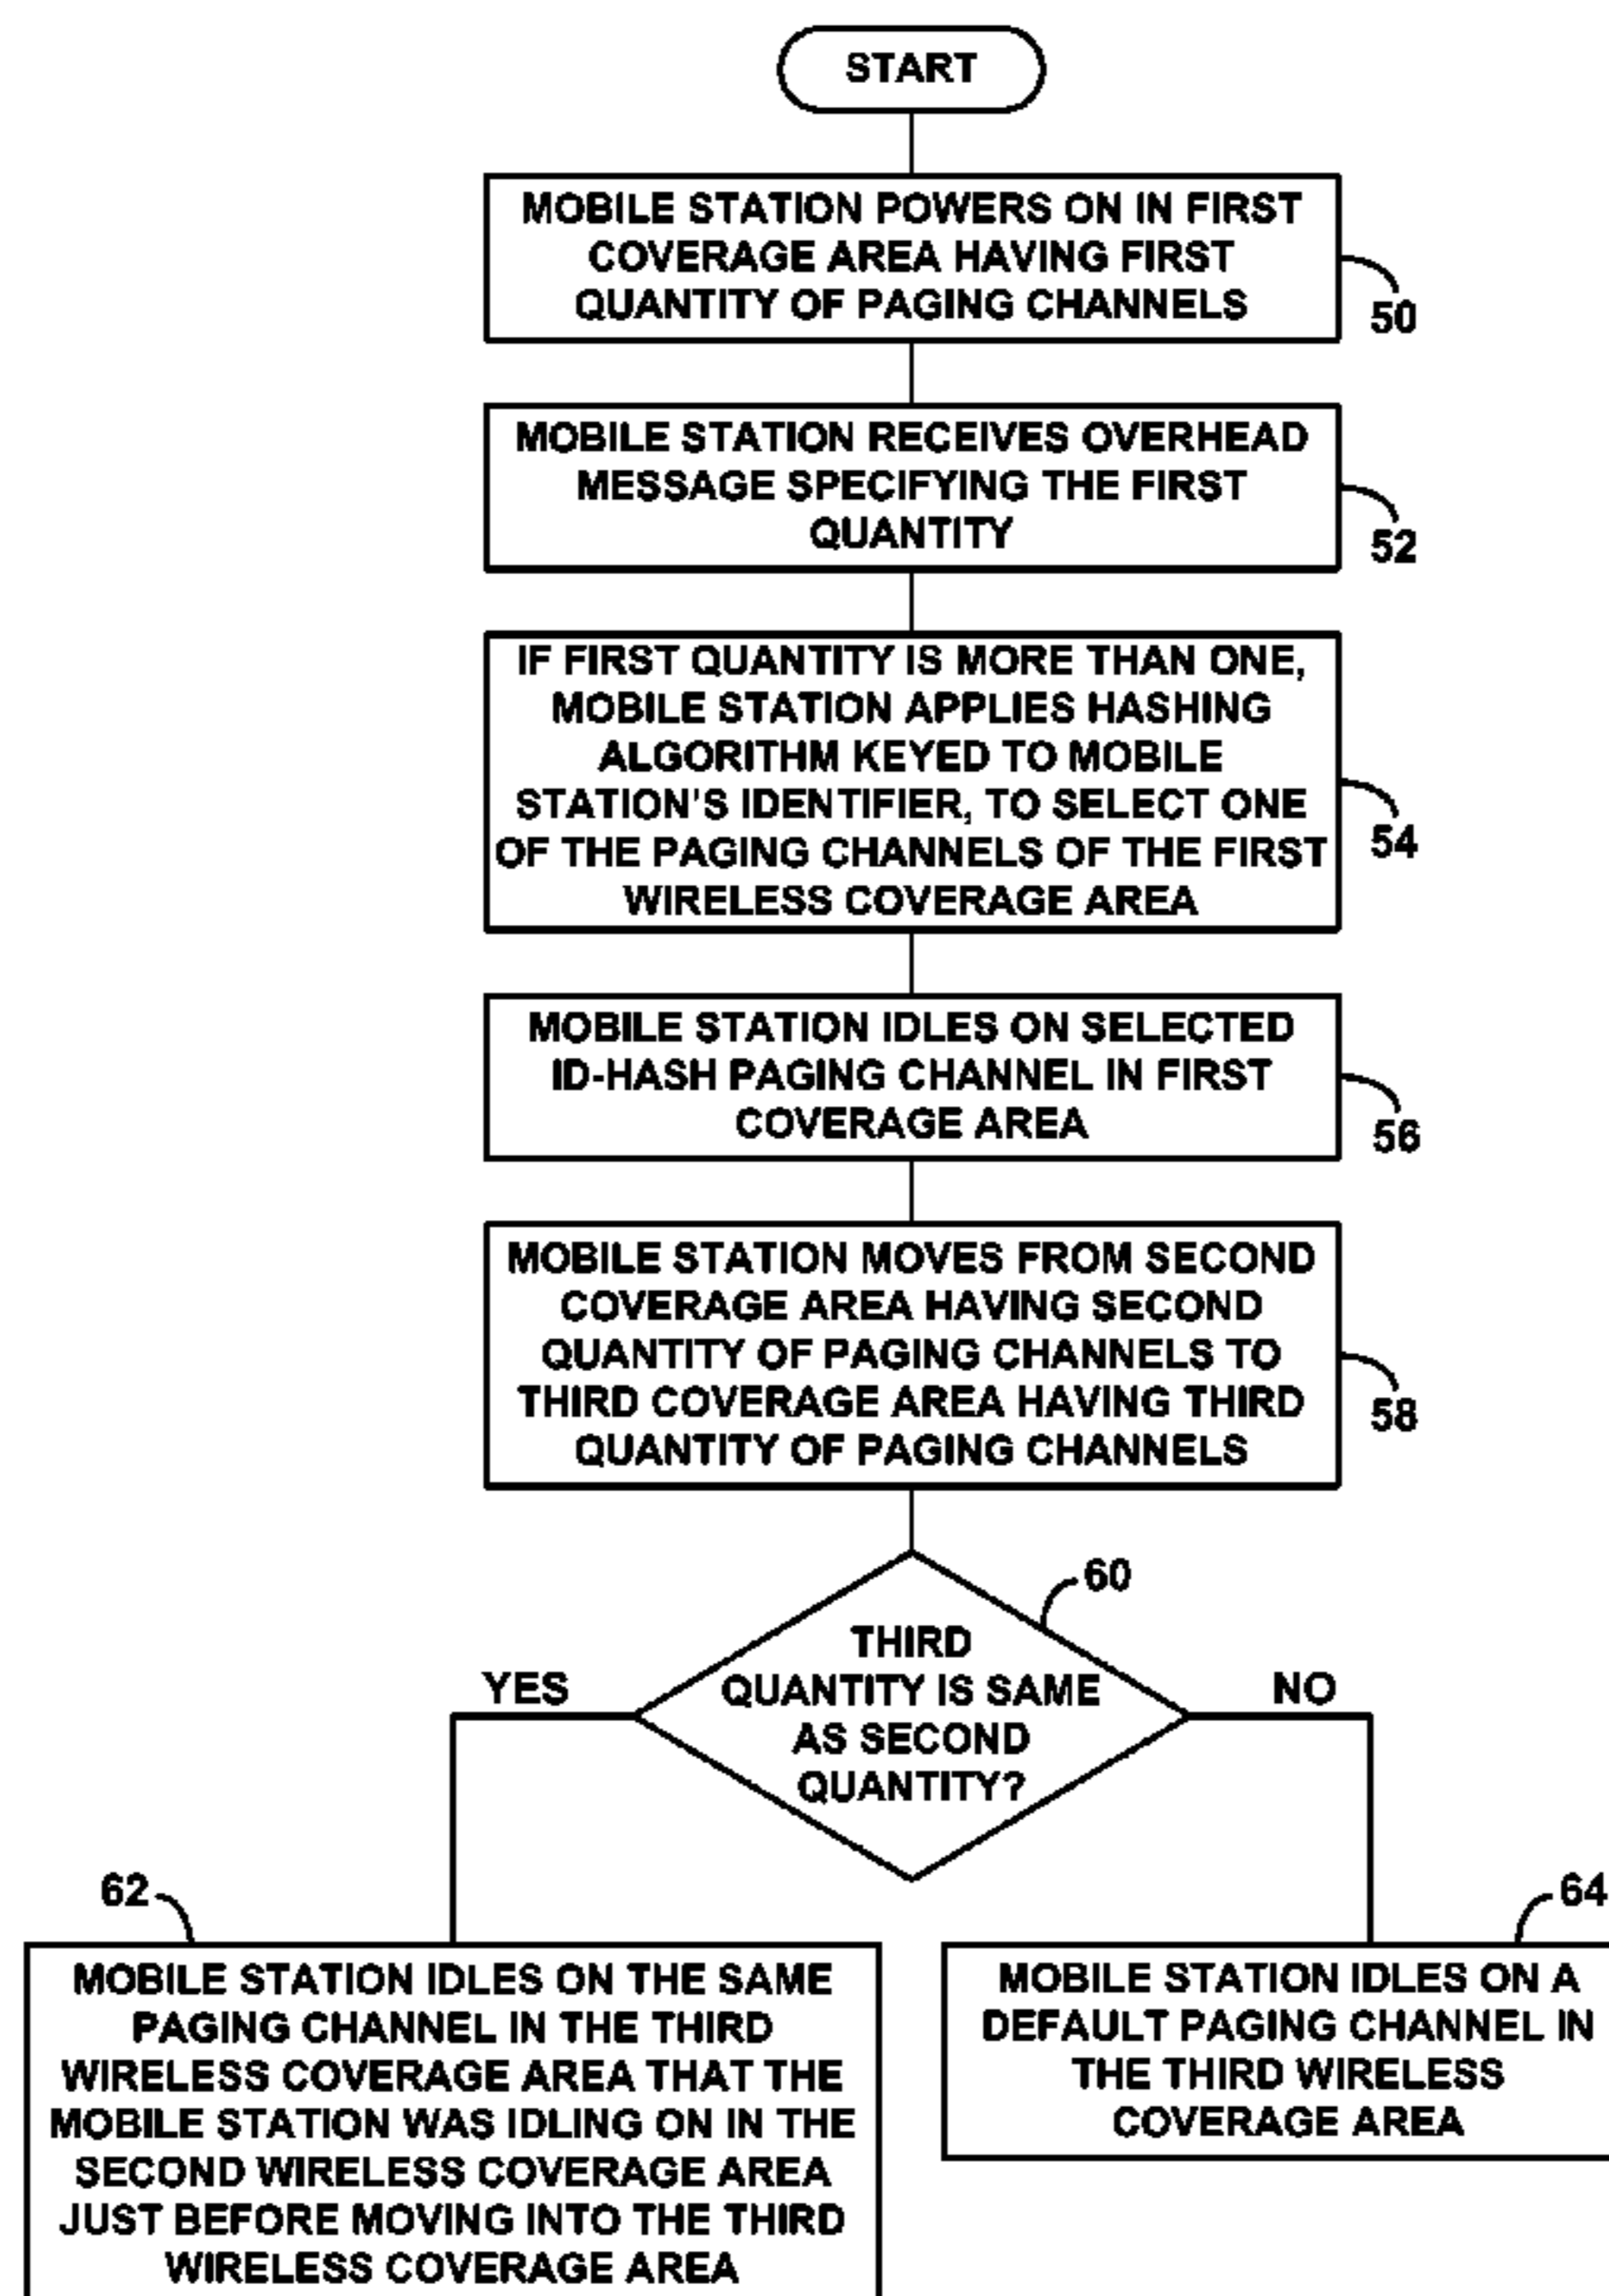 START
MOBILE STATION POWERS ON IN FIRST
COVERAGE AREA HAVING FIRST
QUANTITY OF PAGING CHANNELS
50
MOBILE STATION RECEIVES OVERHEAD
MESSAGE SPECIFYING THE FIRST
QUANTITY
52
IF FIRST QUANTITY IS MORE THAN ONE,
MOBILE STATION APPLIES HASHING
ALGORITHM KEYED TO MOBILE
STATION'S IDENTIFIER, TO SELECT ONE
OF THE PAGING CHANNELS OF THE FIRST
WIRELESS COVERAGE AREA
54
MOBILE STATION IDLES ON SELECTED
ID-HASH PAGING CHANNEL IN FIRST
COVERAGE AREA
56
MOBILE STATION MOVES FROM SECOND
COVERAGE AREA HAVING SECOND
QUANTITY OF PAGING CHANNELS TO
THIRD COVERAGE AREA HAVING THIRD
QUANTITY OF PAGING CHANNELS
58
60
THIRD
QUANTITY IS SAME
AS SECOND
QUANTITY?
YES
NO
62
MOBILE STATION IDLES ON THE SAME
PAGING CHANNEL IN THE THIRD
WIRELESS COVERAGE AREA THAT THE
MOBILE STATION WAS IDLING ON IN THE
SECOND WIRELESS COVERAGE AREA
JUST BEFORE MOVING INTO THE THIRD
WIRELESS COVERAGE AREA
64
MOBILE STATION IDLES ON A
DEFAULT PAGING CHANNEL IN
THE THIRD WIRELESS
COVERAGE AREA